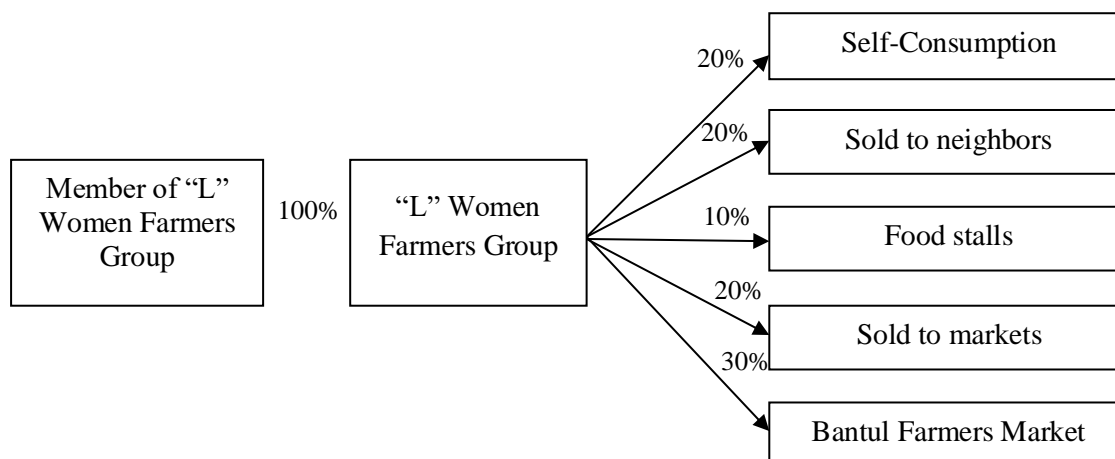 Member of “L”
Women Farmers
Group
100%
“L” Women
Farmers Group
20%
Self-Consumption
20%
Sold to neighbors
10%
Food stalls
20%
Sold to markets
30%
Bantul Farmers Market